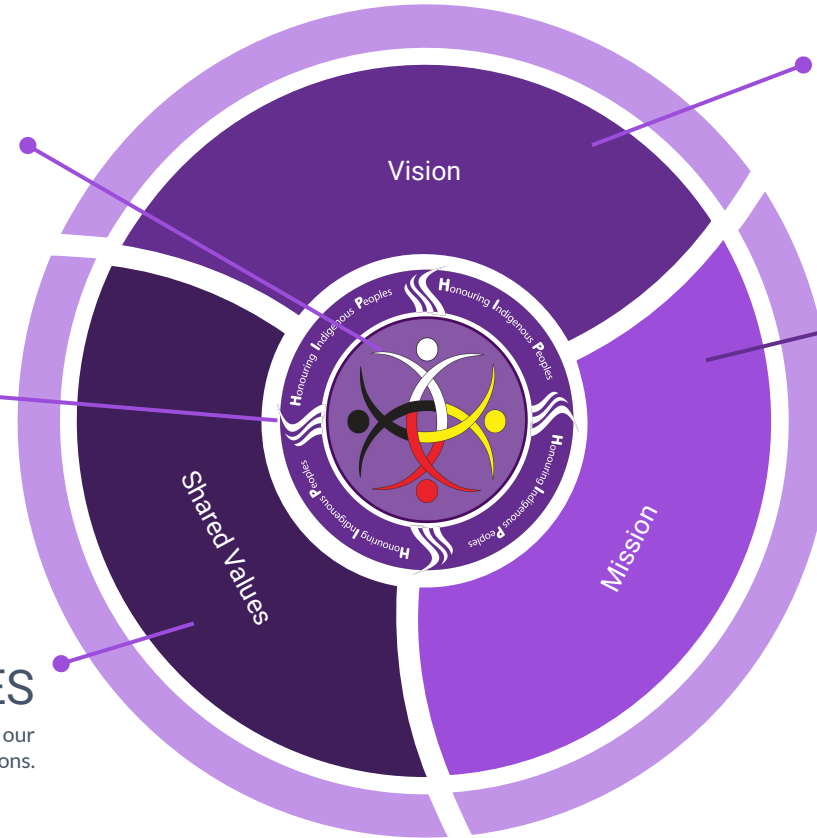 Vision
Honouring Indigenous Peoples
Honouring Indigenous Peoples
Honouring Indigenous Peoples
Honouring Indigenous Peoples
Shared Values
Mission
ES
our
ons.